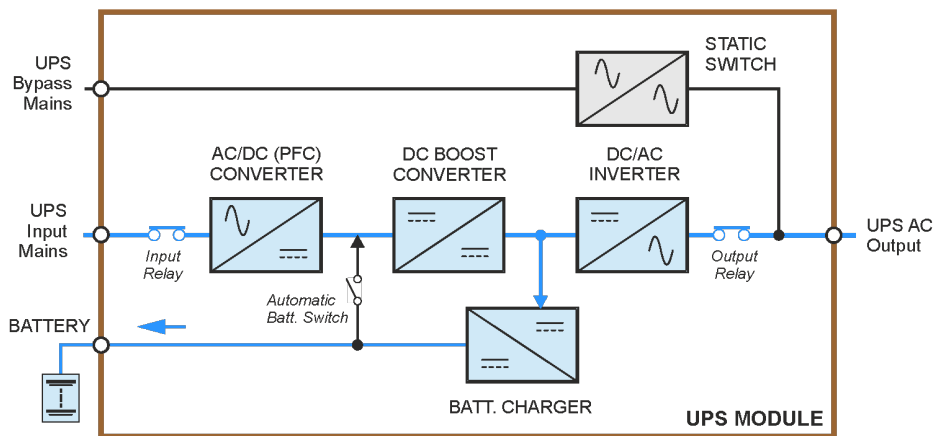 STATIC
SWITCH
UPS
Bypass
Mains
AC/DC (PFC)
CONVERTER
DC BOOST
CONVERTER
DC/AC
INVERTER
UPS
Input
Mains
Input
Relay
Output
Relay
UPS AC
Output
Automatic
Batt. Switch
BATTERY
BATT. CHARGER
UPS MODULE